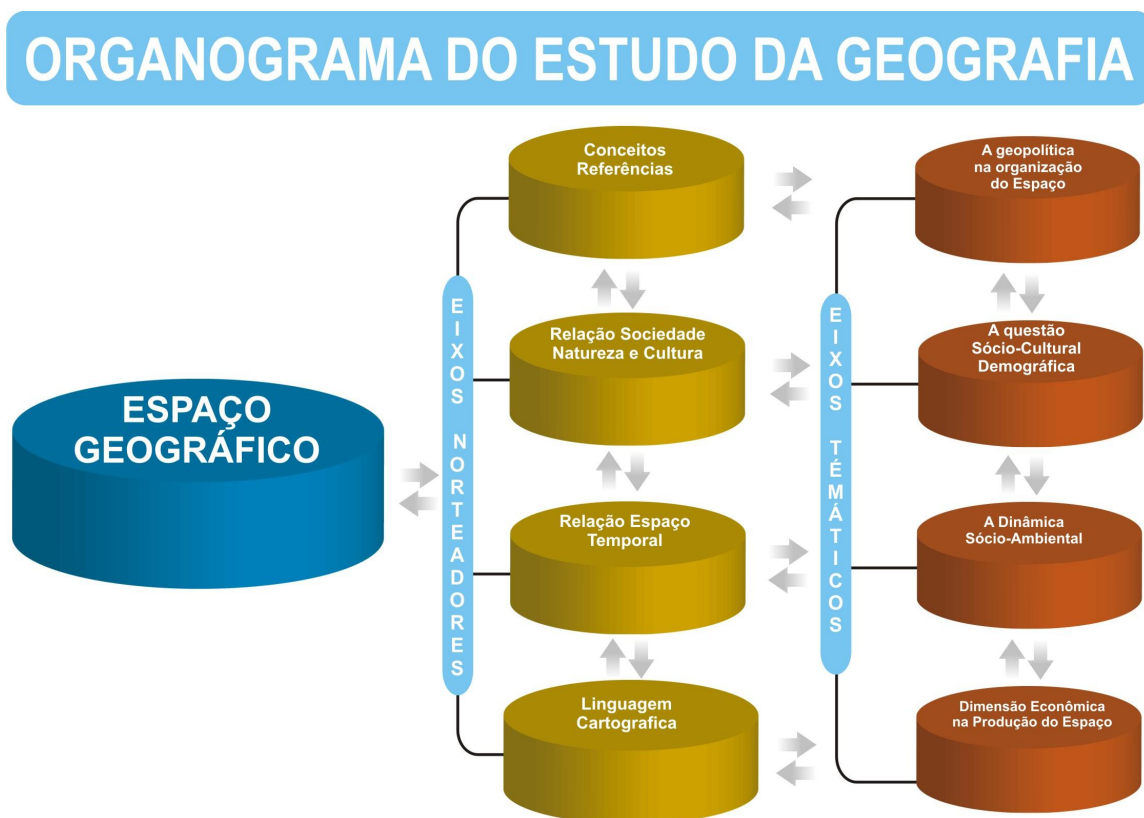 ORGANOGRAMA DO ESTUDO DA GEOGRAFIA
ESPAÇO
GEOGRÁFICO
EIXOS NORTEADORES
Conceitos
Referências
Relação Sociedade
Natureza e Cultura
Relação Espaço
Temporal
Linguagem
Cartografica
EIXOS TÉMÁTICOS
A geopolítica
na organização
do Espaço
A questão
Sócio-Cultural
Demográfica
A Dinâmica
Sócio-Ambiental
Dimensão Econômica
na Produção do Espaço